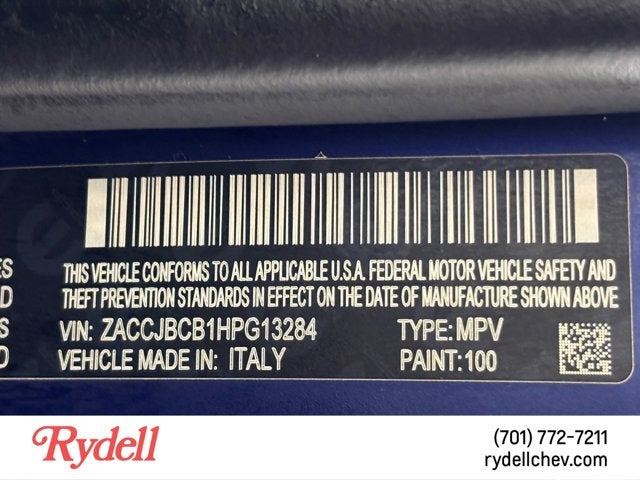 ES
THIS VEHICLE CONFORMS TO ALL APPLICABLE U.S.A. FEDERAL MOTOR VEHICLE SAFETY AND
D
THEFT PREVENTION STANDARDS IN EFFECT ON THE DATE OF MANUFACTURE SHOWN ABOVE
S
VIN: ZACCJBCB1HPG13284 TYPE: MPV
D
VEHICLE MADE IN: ITALY PAINT: 100
Rydell
(701) 772-7211
rydellchev.com